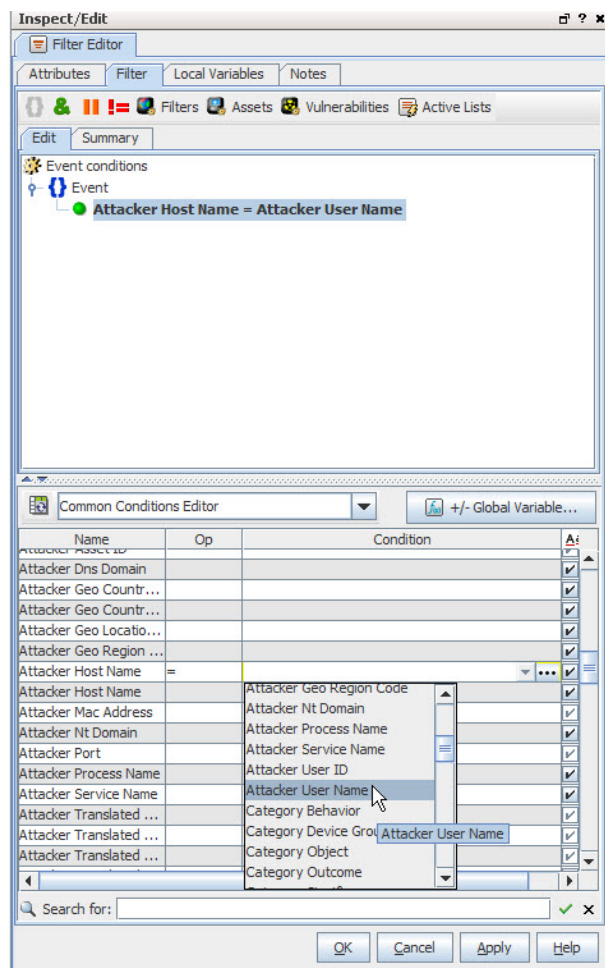 Inspect/Edit ? x
Filter Editor
Attributes Filter Local Variables Notes
{} & != Filters Assets Vulnerabilities Active Lists
Edit Summary
Event conditions
{} Event
Attacker Host Name = Attacker User Name
Common Conditions Editor +/- Global Variable...
Name Op Condition
Attacker Asset ID
Attacker Dns Domain
Attacker Geo Countr...
Attacker Geo Countr...
Attacker Geo Locatio...
Attacker Geo Region ...
Attacker Host Name = ...
Attacker Host Name Attacker Geo Region Code
Attacker Mac Address Attacker Nt Domain
Attacker Nt Domain Attacker Process Name
Attacker Port Attacker Service Name
Attacker Process Name Attacker User ID
Attacker Service Name Attacker User Name
Attacker Translated ... Category Behavior
Attacker Translated ... Category Device Grou Attacker User Name
Attacker Translated ... Category Object
Category Outcome
Search for:
OK Cancel Apply Help